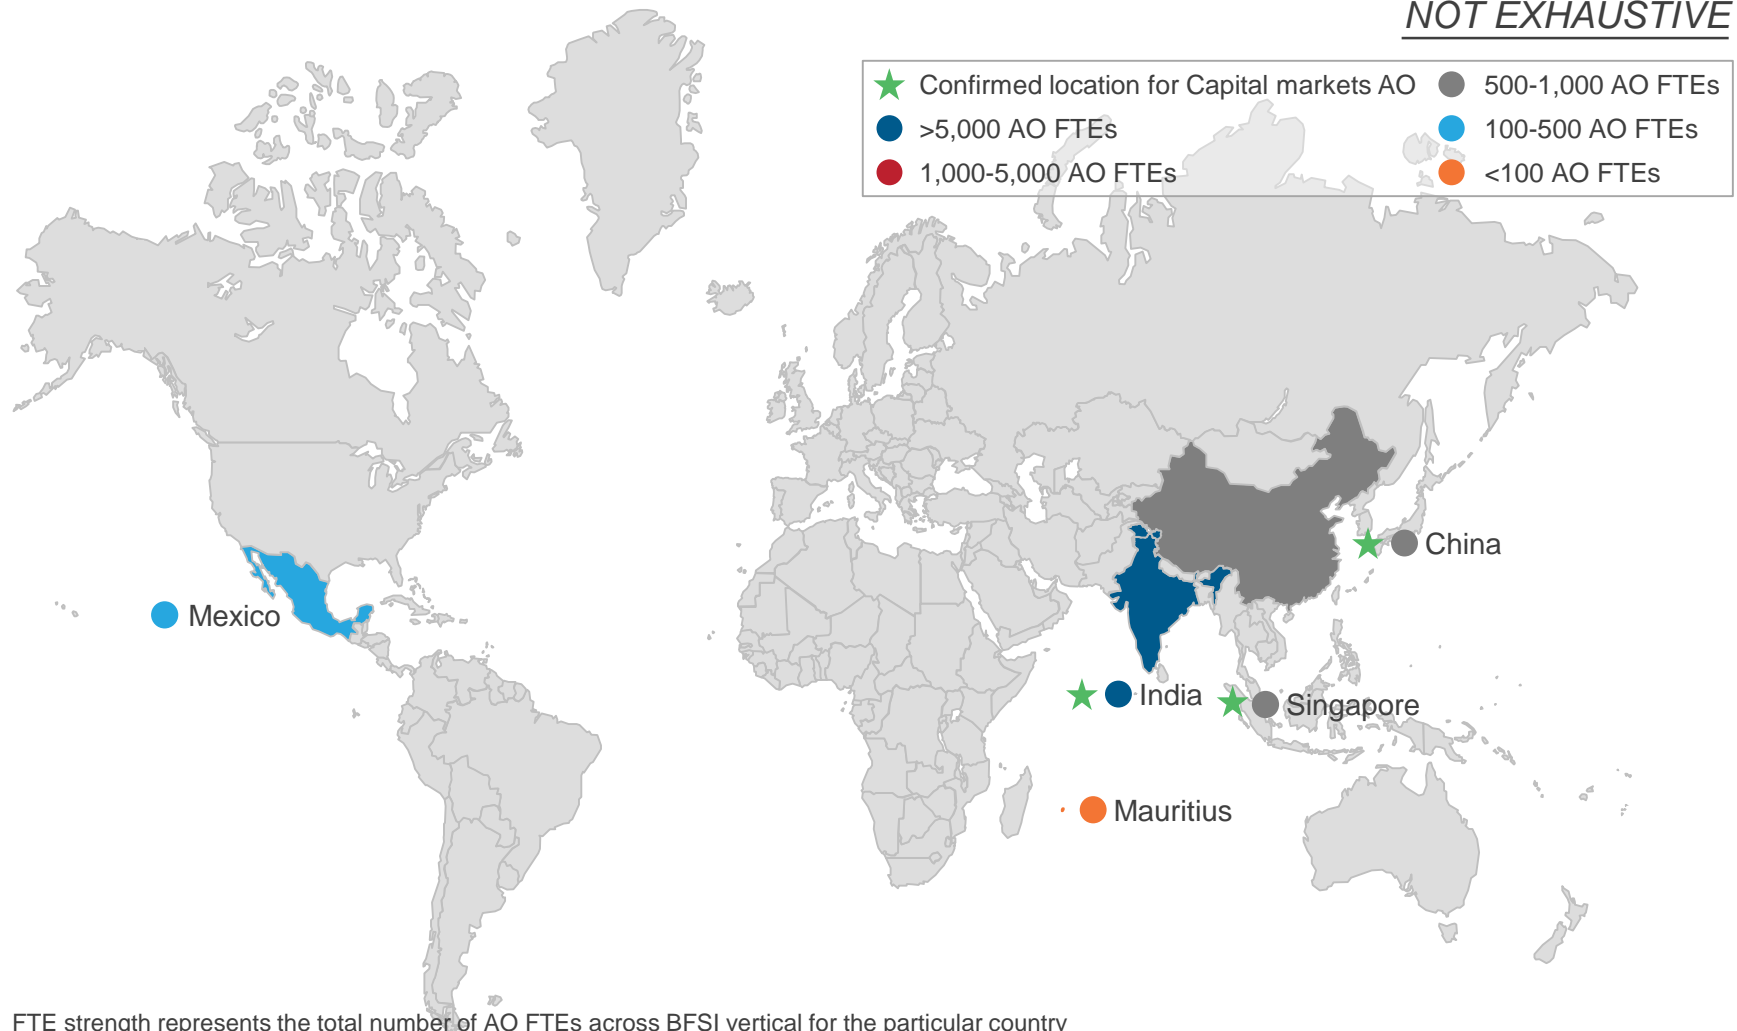 NOT EXHAUSTIVE
Confirmed location for Capital markets AO
500-1,000 AO FTEs
>5,000 AO FTEs
100-500 AO FTEs
1,000-5,000 AO FTEs
<100 AO FTEs
China
Mexico
India
Singapore
Mauritius
FTE strength represents the total number of AO FTEs across BFSI vertical for the particular country